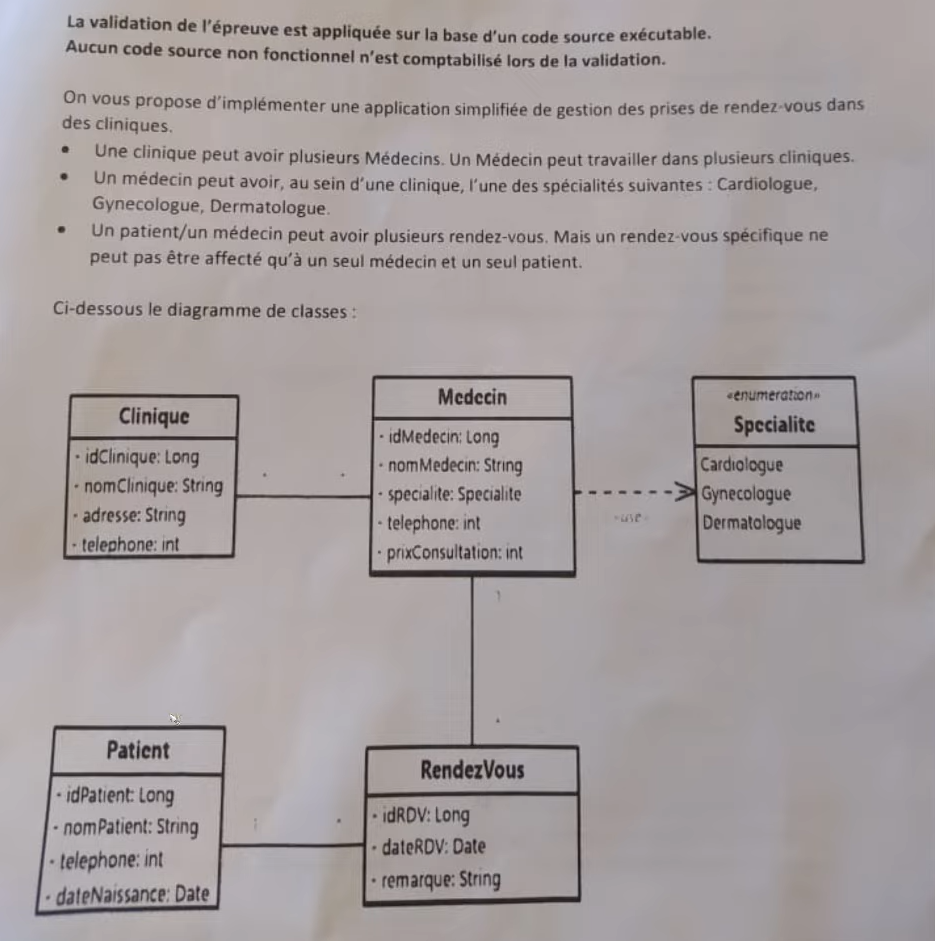 La validation de l'épreuve est appliquée sur la base d'un code source exécutable.
Aucun code source non fonctionnel n'est comptabilisé lors de la validation.
On vous propose d'implémenter une application simplifiée de gestion des prises de rendez-vous dans
des cliniques.
• Une clinique peut avoir plusieurs Médecins. Un Médecin peut travailler dans plusieurs cliniques.
• Un médecin peut avoir, au sein d'une clinique, l'une des spécialités suivantes : Cardiologue,
Gynecologue, Dermatologue.
• Un patient/un médecin peut avoir plusieurs rendez-vous. Mais un rendez-vous spécifique ne
peut pas être affecté qu'à un seul médecin et un seul patient.
Ci-dessous le diagramme de classes :
Clinique
- idClinique: Long
- nomClinique: String
- adresse: String
- telephone: int
Medecin
- idMedecin: Long
- nomMedecin: String
- specialite: Specialite
- telephone: int
- prixConsultation: int
«enumeration»
Specialite
Cardiologue
Gynecologue
Dermatologue
«use»
1
Patient
- idPatient: Long
- nomPatient: String
- telephone: int
- dateNaissance: Date
1
RendezVous
- idRDV: Long
- dateRDV: Date
- remarque: String